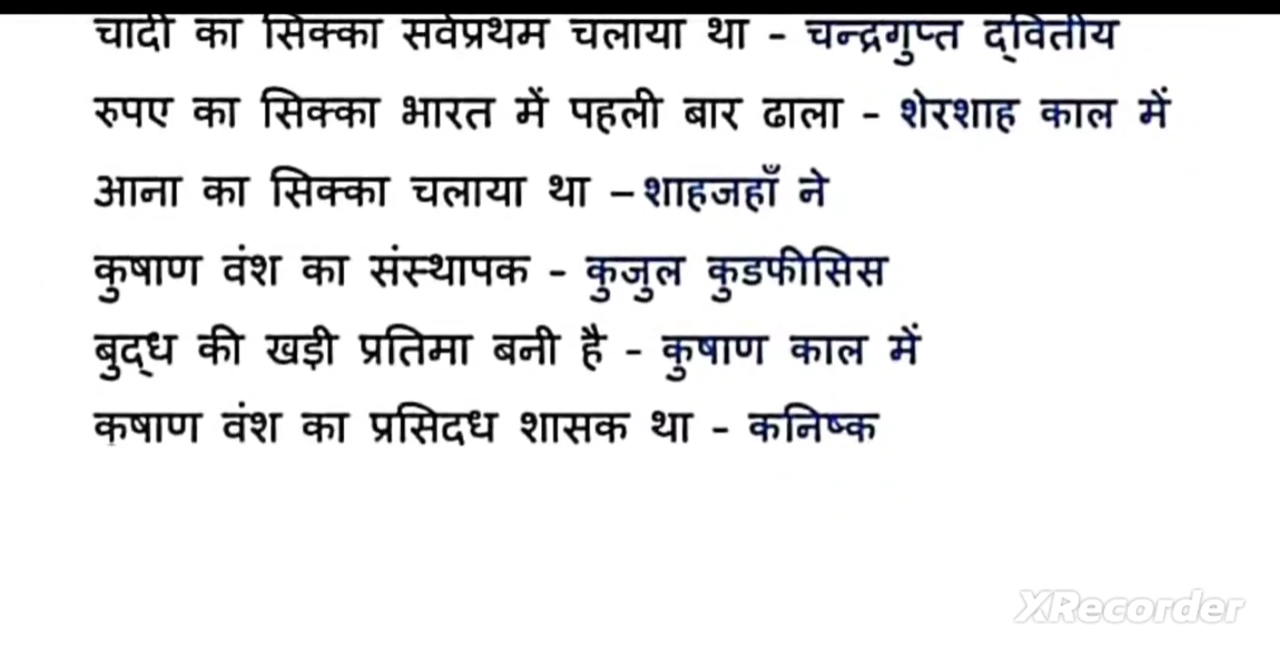 चादी का सिक्का सर्वप्रथम चलाया था - चन्द्रगुप्त द्वितीय
रुपए का सिक्का भारत में पहली बार ढाला - शेरशाह काल में
आना का सिक्का चलाया था – शाहजहाँ ने
कुषाण वंश का संस्थापक - कुजुल कुडफीसिस
बुद्ध की खड़ी प्रतिमा बनी है - कुषाण काल में
कषाण वंश का प्रसिदध शासक था - कनिष्क
XRecorder